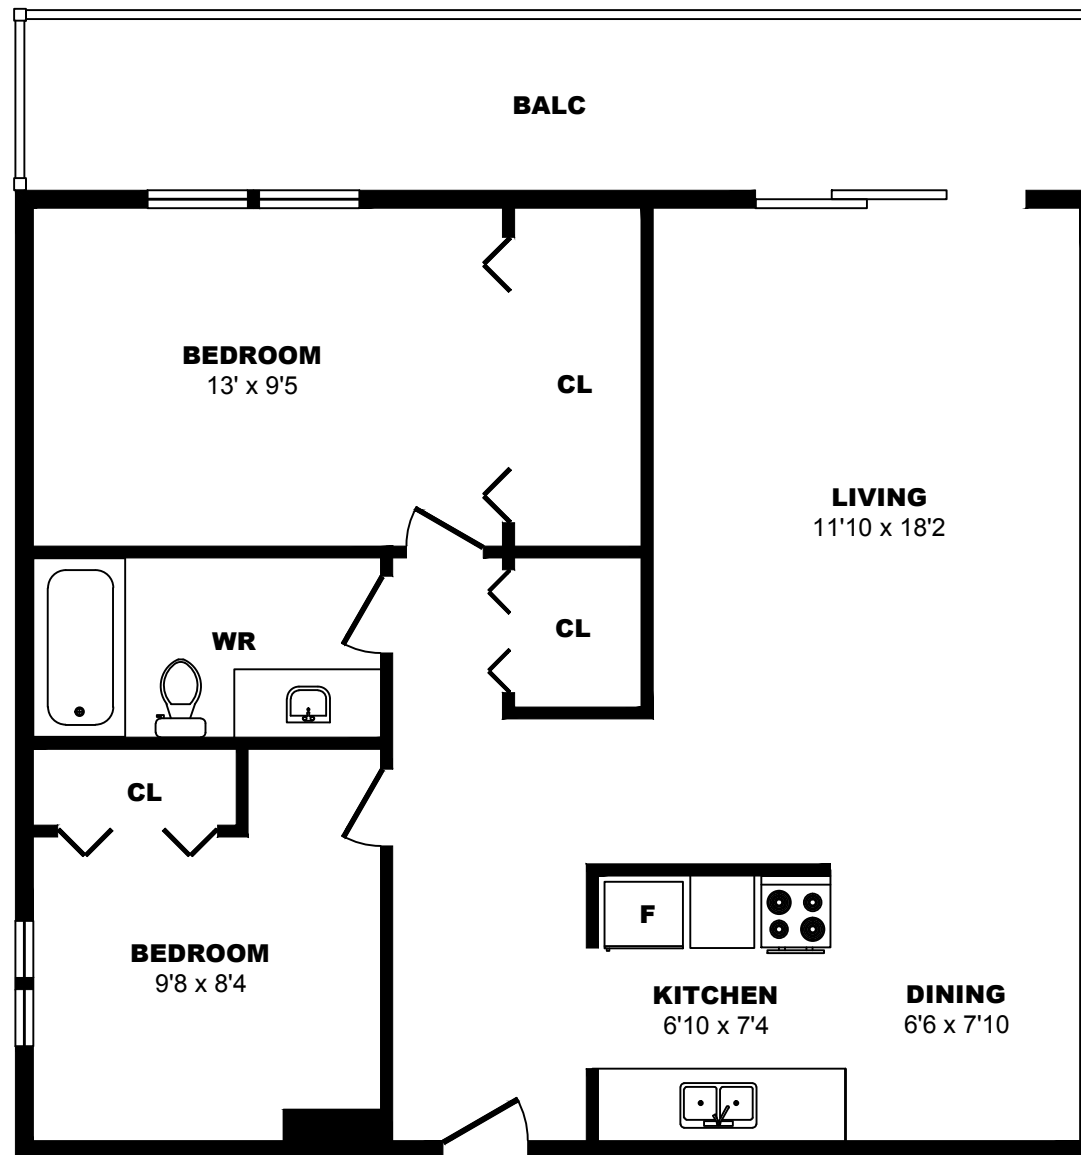 BALC
BEDROOM
13' x 9'5
CL
LIVING
11'10 x 18'2
WR
CL
CL
F
BEDROOM
9'8 x 8'4
KITCHEN
6'10 x 7'4
DINING
6'6 x 7'10